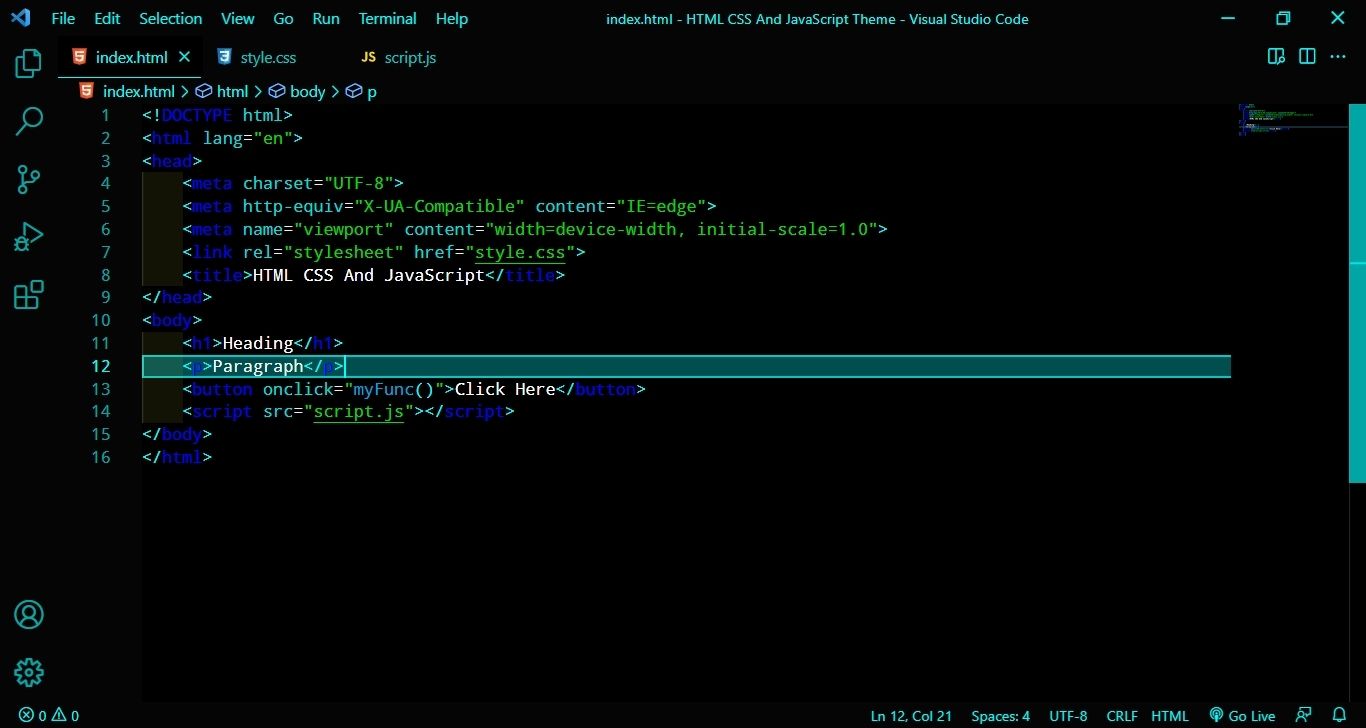 File Edit Selection View Go Run Terminal Help index.html - HTML CSS And JavaScript Theme - Visual Studio Code
index.html style.css JS script.js
index.html > html > body > p
1 <!DOCTYPE html>
2 <html lang="en">
3 <head>
4 <meta charset="UTF-8">
5 <meta http-equiv="X-UA-Compatible" content="IE=edge">
6 <meta name="viewport" content="width=device-width, initial-scale=1.0">
7 <link rel="stylesheet" href="style.css">
8 <title>HTML CSS And JavaScript</title>
9 </head>
10 <body>
11 <h1>Heading</h1>
12 <p>Paragraph</p>
13 <button onclick="myFunc()">Click Here</button>
14 <script src="script.js"></script>
15 </body>
16 </html>
0 0 Ln 12, Col 21 Spaces: 4 UTF-8 CRLF HTML Go Live